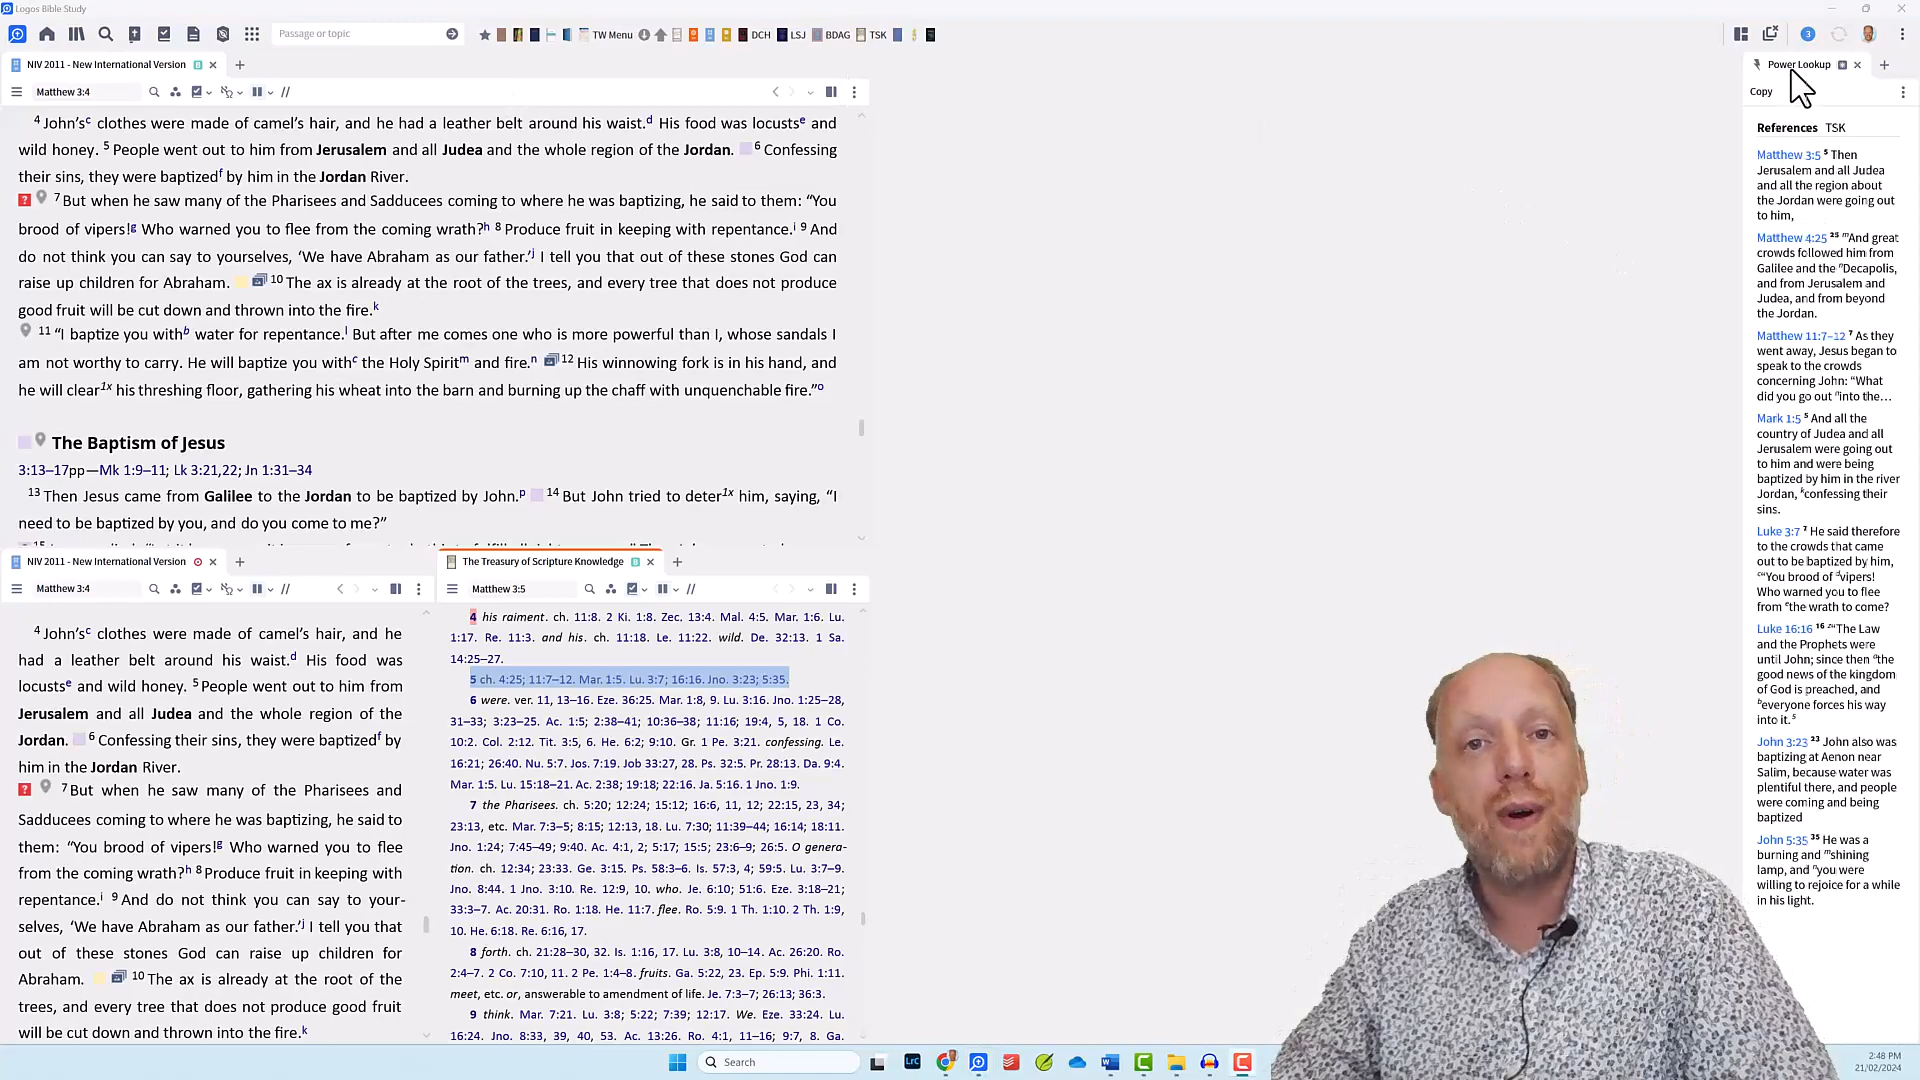 Logos Bible Study
Passage or topic
TW Menu
DCH
LSJ
BDAG
TSK
3
NIV 2011 - New International Version B
Matthew 3:4
4 John’sc clothes were made of camel’s hair, and he had a leather belt around his waist.d His food was locustse and
wild honey. 5 People went out to him from Jerusalem and all Judea and the whole region of the Jordan. 6 Confessing
their sins, they were baptizedf by him in the Jordan River.
? 7 But when he saw many of the Pharisees and Sadducees coming to where he was baptizing, he said to them: “You
brood of vipers!g Who warned you to flee from the coming wrath?h 8 Produce fruit in keeping with repentance.i 9 And
do not think you can say to yourselves, ‘We have Abraham as our father.’j I tell you that out of these stones God can
raise up children for Abraham. 10 The ax is already at the root of the trees, and every tree that does not produce
good fruit will be cut down and thrown into the fire.k
11 “I baptize you withb water for repentance.l But after me comes one who is more powerful than I, whose sandals I
am not worthy to carry. He will baptize you withc the Holy Spiritm and fire.n 12 His winnowing fork is in his hand, and
he will clear1x his threshing floor, gathering his wheat into the barn and burning up the chaff with unquenchable fire.”o
The Baptism of Jesus
3:13–17pp—Mk 1:9–11; Lk 3:21,22; Jn 1:31–34
13 Then Jesus came from Galilee to the Jordan to be baptized by John.p 14 But John tried to deter1x him, saying, “I
need to be baptized by you, and do you come to me?”
NIV 2011 - New International Version
Matthew 3:4
4 John’sc clothes were made of camel’s hair, and he
had a leather belt around his waist.d His food was
locustse and wild honey. 5 People went out to him from
Jerusalem and all Judea and the whole region of the
Jordan. 6 Confessing their sins, they were baptizedf by
him in the Jordan River.
? 7 But when he saw many of the Pharisees and
Sadducees coming to where he was baptizing, he said to
them: “You brood of vipers!g Who warned you to flee
from the coming wrath?h 8 Produce fruit in keeping with
repentance.i 9 And do not think you can say to your-
selves, ‘We have Abraham as our father.’j I tell you that
out of these stones God can raise up children for
Abraham. 10 The ax is already at the root of the
trees, and every tree that does not produce good fruit
will be cut down and thrown into the fire.k
The Treasury of Scripture Knowledge B
Matthew 3:5
4 his raiment. ch. 11:8. 2 Ki. 1:8. Zec. 13:4. Mal. 4:5. Mar. 1:6. Lu.
1:17. Re. 11:3. and his. ch. 11:18. Le. 11:22. wild. De. 32:13. 1 Sa.
14:25–27.
5 ch. 4:25; 11:7–12. Mar. 1:5. Lu. 3:7; 16:16. Jno. 3:23; 5:35.
6 were. ver. 11, 13–16. Eze. 36:25. Mar. 1:8, 9. Lu. 3:16. Jno. 1:25–28,
31–33; 3:23–25. Ac. 1:5; 2:38–41; 10:36–38; 11:16; 19:4, 5, 18. 1 Co.
10:2. Col. 2:12. Tit. 3:5, 6. He. 6:2; 9:10. Gr. 1 Pe. 3:21. confessing. Le.
16:21; 26:40. Nu. 5:7. Jos. 7:19. Job 33:27, 28. Ps. 32:5. Pr. 28:13. Da. 9:4.
Mar. 1:5. Lu. 15:18–21. Ac. 2:38; 19:18; 22:16. Ja. 5:16. 1 Jno. 1:9.
7 the Pharisees. ch. 5:20; 12:24; 15:12; 16:6, 11, 12; 22:15, 23, 34;
23:13, etc. Mar. 7:3–5; 8:15; 12:13, 18. Lu. 7:30; 11:39–44; 16:14; 18:11.
Jno. 1:24; 7:45–49; 9:40. Ac. 4:1, 2; 5:17; 15:5; 23:6–9; 26:5. O genera-
tion. ch. 12:34; 23:33. Ge. 3:15. Ps. 58:3–6. Is. 57:3, 4; 59:5. Lu. 3:7–9.
Jno. 8:44. 1 Jno. 3:10. Re. 12:9, 10. who. Je. 6:10; 51:6. Eze. 3:18–21;
33:3–7. Ac. 20:31. Ro. 1:18. He. 11:7. flee. Ro. 5:9. 1 Th. 1:10. 2 Th. 1:9,
10. He. 6:18. Re. 6:16, 17.
8 forth. ch. 21:28–30, 32. Is. 1:16, 17. Lu. 3:8, 10–14. Ac. 26:20. Ro.
2:4–7. 2 Co. 7:10, 11. 2 Pe. 1:4–8. fruits. Ga. 5:22, 23. Ep. 5:9. Phi. 1:11.
meet, etc. or, answerable to amendment of life. Je. 7:3–7; 26:13; 36:3.
9 think. Mar. 7:21. Lu. 3:8; 5:22; 7:39; 12:17. We. Eze. 33:24. Lu.
16:24. Jno. 8:33, 39, 40, 53. Ac. 13:26. Ro. 4:1, 11–16; 9:7, 8. Ga.
Power Lookup
Copy
References TSK
Matthew 3:5 5 Then
Jerusalem and all Judea
and all the region about
the Jordan were going out
to him,
Matthew 4:25 25 mAnd great
crowds followed him from
Galilee and the nDecapolis,
and from Jerusalem and
Judea, and from beyond
the Jordan.
Matthew 11:7–12 7 As they
went away, Jesus began to
speak to the crowds
concerning John: “What
did you go out ninto the…
Mark 1:5 5 And all the
country of Judea and all
Jerusalem were going out
to him and were being
baptized by him in the river
Jordan, kconfessing their
sins.
Luke 3:7 7 He said therefore
to the crowds that came
out to be baptized by him,
c“You brood of dvipers!
Who warned you to flee
from ethe wrath to come?
Luke 16:16 16 z“The Law
and the Prophets were
until John; since then athe
good news of the kingdom
of God is preached, and
beveryone forces his way
into it.5
John 3:23 23 John also was
baptizing at Aenon near
Salim, because water was
plentiful there, and people
were coming and being
baptized
John 5:35 35 He was a
burning and mshining
lamp, and nyou were
willing to rejoice for a while
in his light.
Search
LrC
2:48 PM
21/02/2024